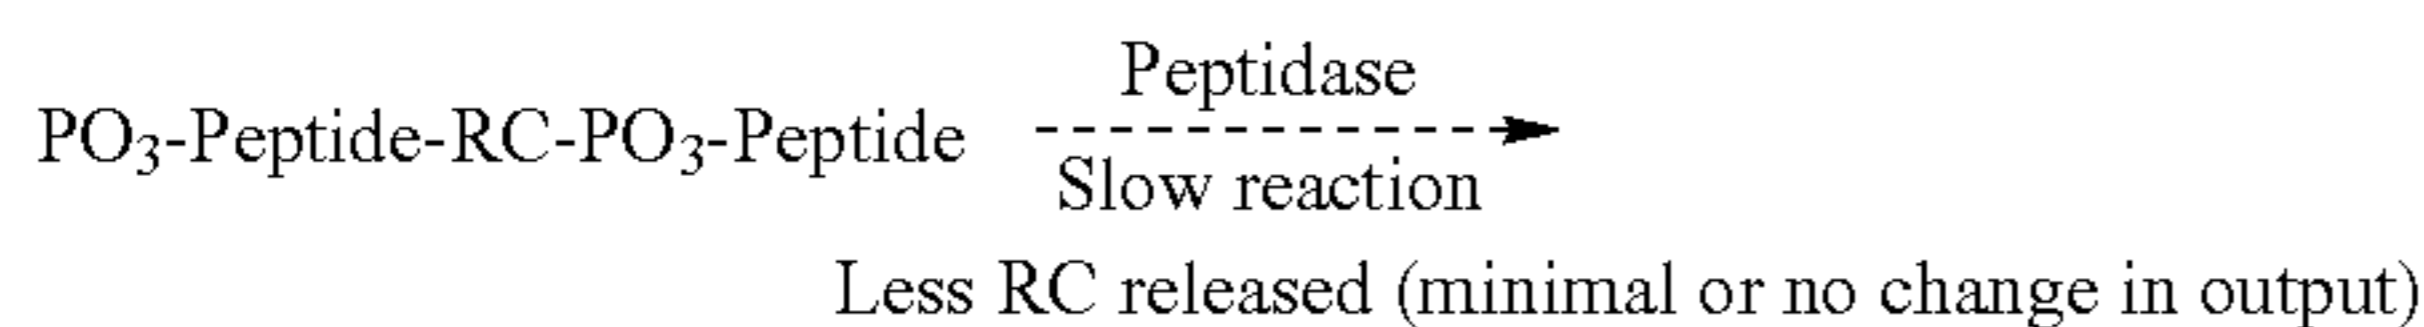 Peptidase
PO₃-Peptide-RC-PO₃-Peptide
Slow reaction
Less RC released (minimal or no change in output)